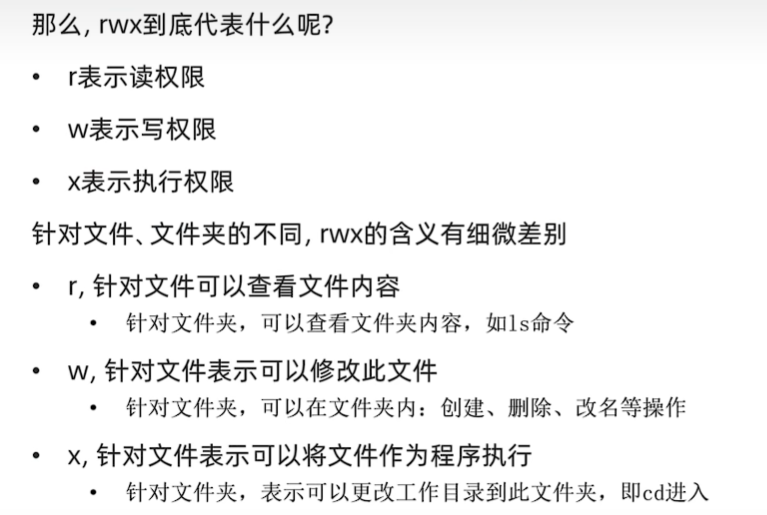 那么, rwx到底代表什么呢?
• r表示读权限
• w表示写权限
• x表示执行权限
针对文件、文件夹的不同, rwx的含义有细微差别
• r, 针对文件可以查看文件内容
• 针对文件夹，可以查看文件夹内容，如ls命令
• w, 针对文件表示可以修改此文件
• 针对文件夹，可以在文件夹内：创建、删除、改名等操作
• x, 针对文件表示可以将文件作为程序执行
• 针对文件夹，表示可以更改工作目录到此文件夹，即cd进入